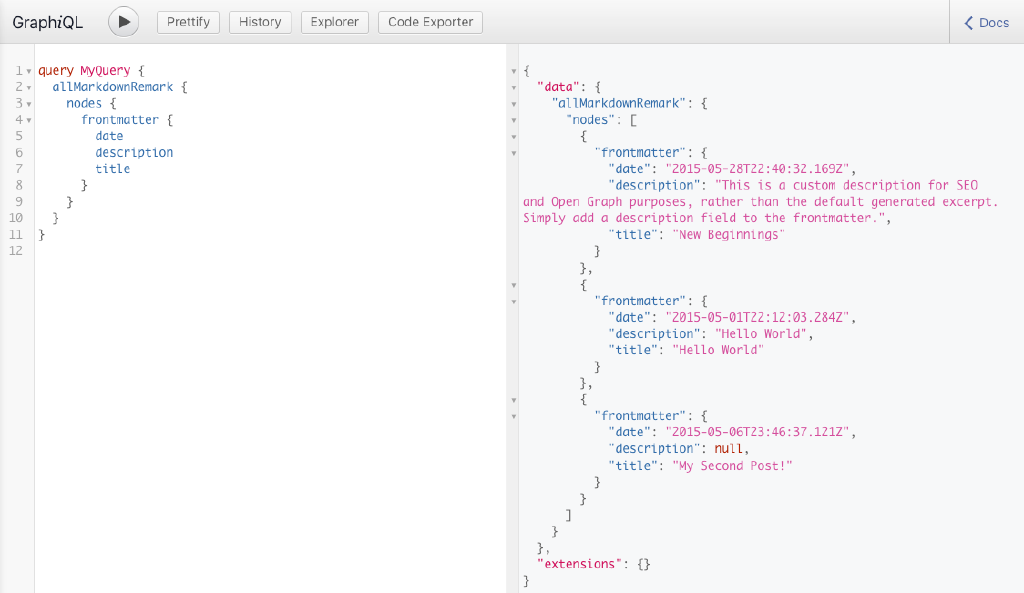 GraphiQL
Prettify
History
Explorer
Code Exporter
Docs
1 query MyQuery {
2 allMarkdownRemark {
3 nodes {
4 frontmatter {
5 date
6 description
7 title
8 }
9 }
10 }
11 }
12
{
"data": {
"allMarkdownRemark": {
"nodes": [
{
"frontmatter": {
"date": "2015-05-28T22:40:32.169Z",
"description": "This is a custom description for SEO
and Open Graph purposes, rather than the default generated excerpt.
Simply add a description field to the frontmatter.",
"title": "New Beginnings"
}
},
{
"frontmatter": {
"date": "2015-05-01T22:12:03.284Z",
"description": "Hello World",
"title": "Hello World"
}
},
{
"frontmatter": {
"date": "2015-05-06T23:46:37.121Z",
"description": null,
"title": "My Second Post!"
}
}
]
}
},
"extensions": {}
}